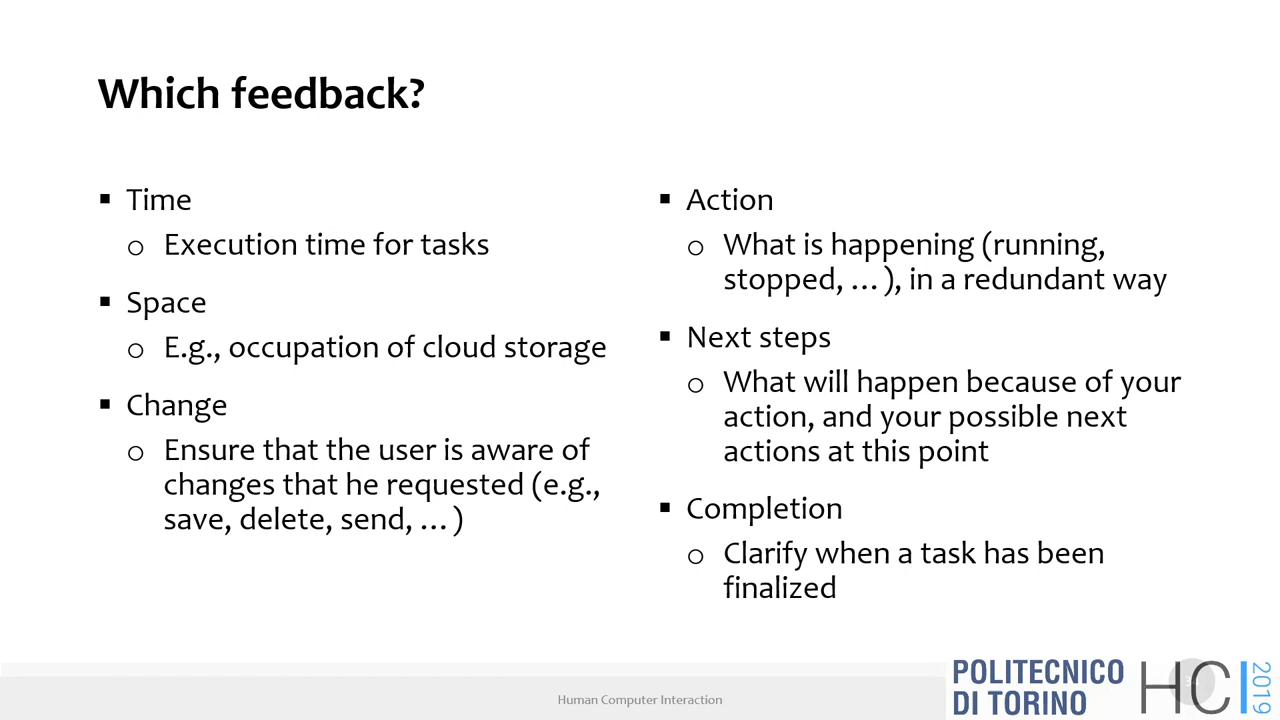 Which feedback?
▪ Time
o Execution time for tasks
▪ Space
o E.g., occupation of cloud storage
▪ Change
o Ensure that the user is aware of
changes that he requested (e.g.,
save, delete, send, … )
▪ Action
o What is happening (running,
stopped, … ), in a redundant way
▪ Next steps
o What will happen because of your
action, and your possible next
actions at this point
▪ Completion
o Clarify when a task has been
finalized
Human Computer Interaction
POLITECNICO
DI TORINO
HCI
2019